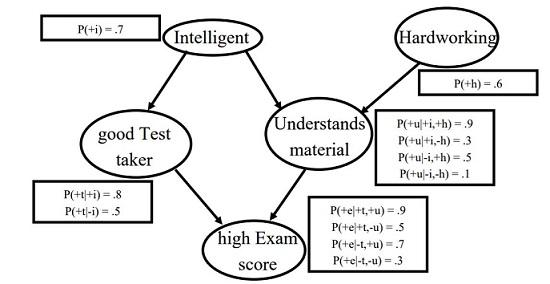 P(+i) = .7
Intelligent
Hardworking
P(+h) = .6
good Test
taker
Understands
material
P(+u|+i,+h) = .9
P(+u|+i,-h) = .3
P(+u|-i,+h) = .5
P(+u|-i,-h) = .1
P(+t|+i) = .8
P(+t|-i) = .5
high Exam
score
P(+e|+t,+u) = .9
P(+e|+t,-u) = .5
P(+e|-t,+u) = .7
P(+e|-t,-u) = .3